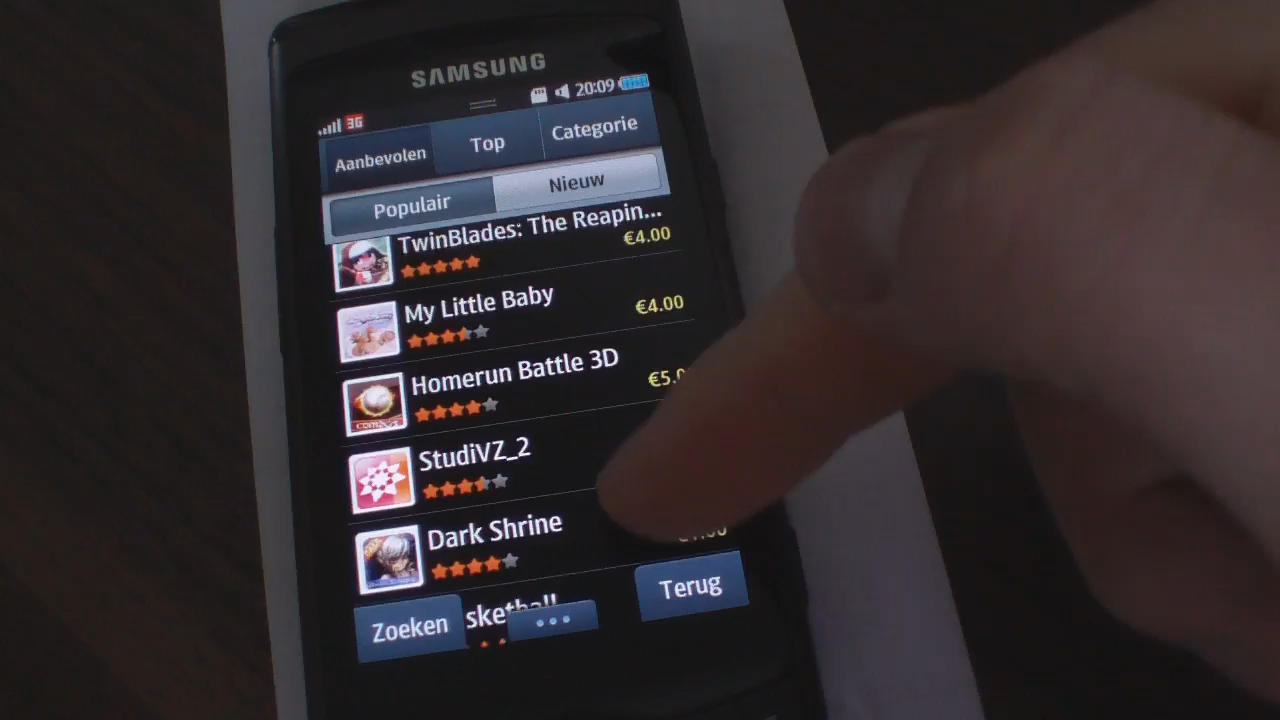 SAMSUNG
3G 20:09
Aanbevolen Top Categorie
Populair Nieuw
TwinBlades: The Reapin...
€4.00
My Little Baby
€4.00
Homerun Battle 3D
StudiVZ_2
Dark Shrine
Zoeken ... Terug